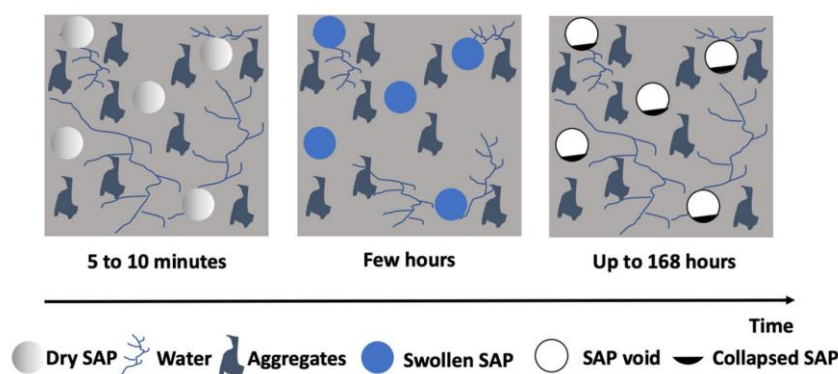 5 to 10 minutes
Few hours
Up to 168 hours
Time
Dry SAP
Water
Aggregates
Swollen SAP
SAP void
Collapsed SAP